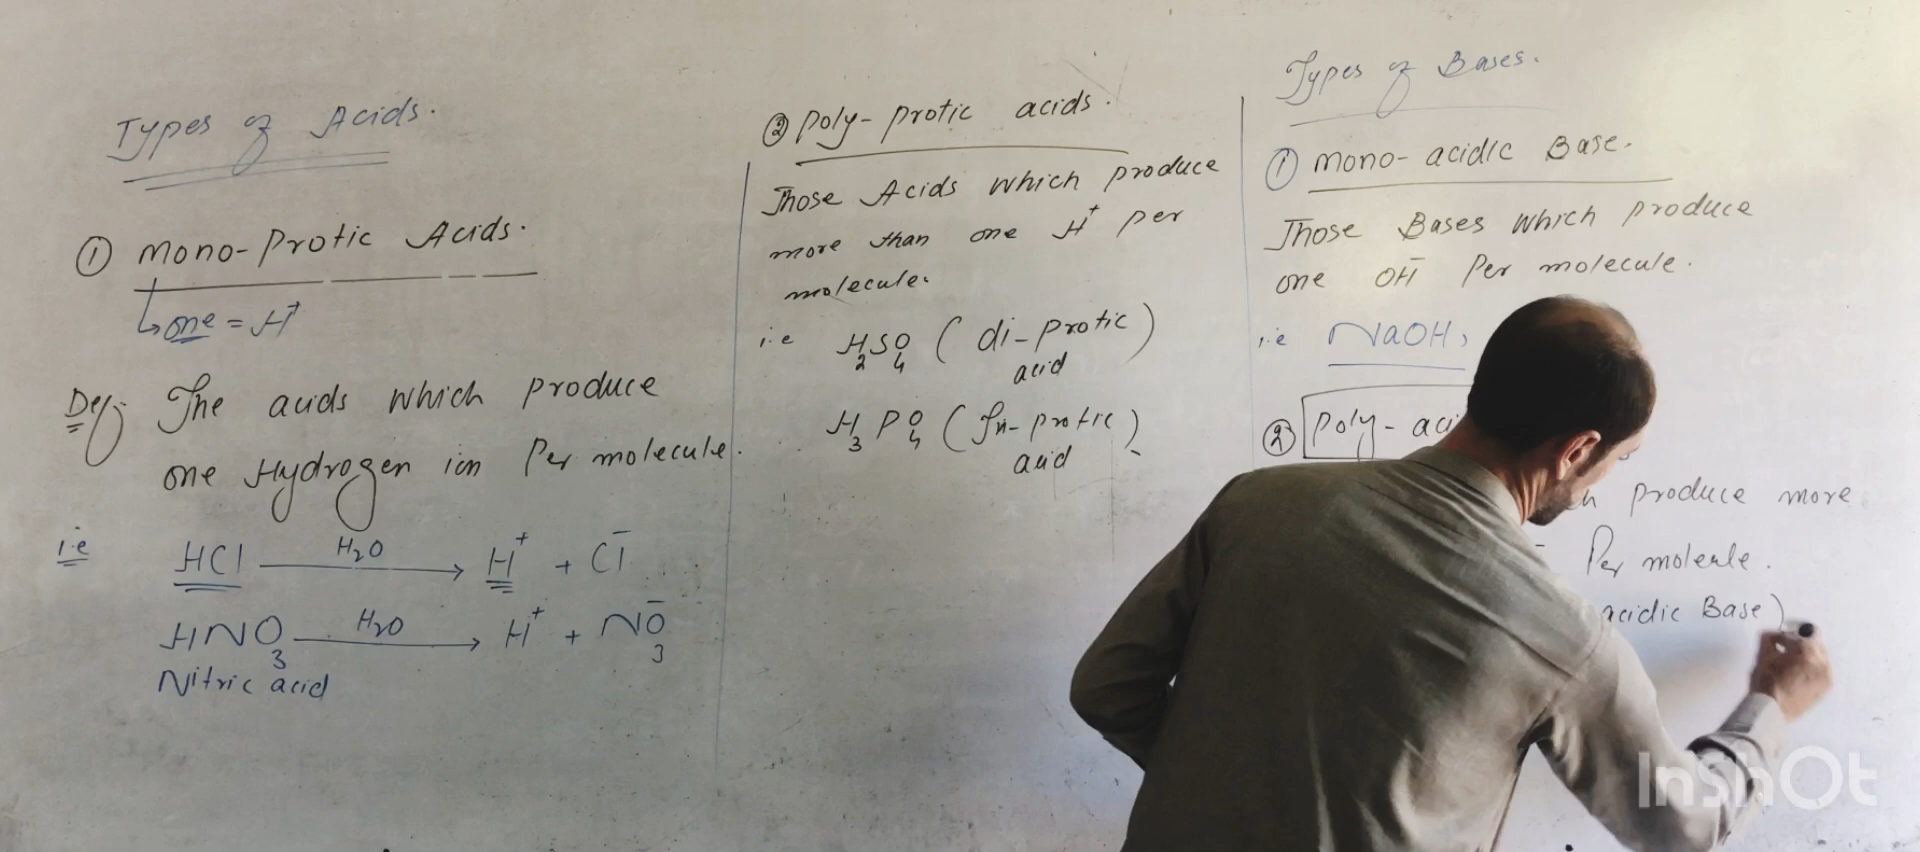 Types of Acids.
① Mono-Protic Acids.
↳ one = H⁺
Def: The acids which produce
one Hydrogen ion Per molecule.
i.e HCl —H₂O→ H⁺ + Cl⁻
HNO₃ —H₂O→ H⁺ + NO₃⁻
Nitric acid
② Poly-protic acids.
Those Acids which produce
more than one H⁺ per
molecule.
i.e H₂SO₄ (di-protic)
acid
H₃PO₄ (Tri-protic)
acid
Types of Bases.
① Mono-acidic Base.
Those Bases which produce
one OH⁻ Per molecule.
i.e NaOH,
② Poly-aci
produce more
Per molecule.
acidic Base)
InShOt